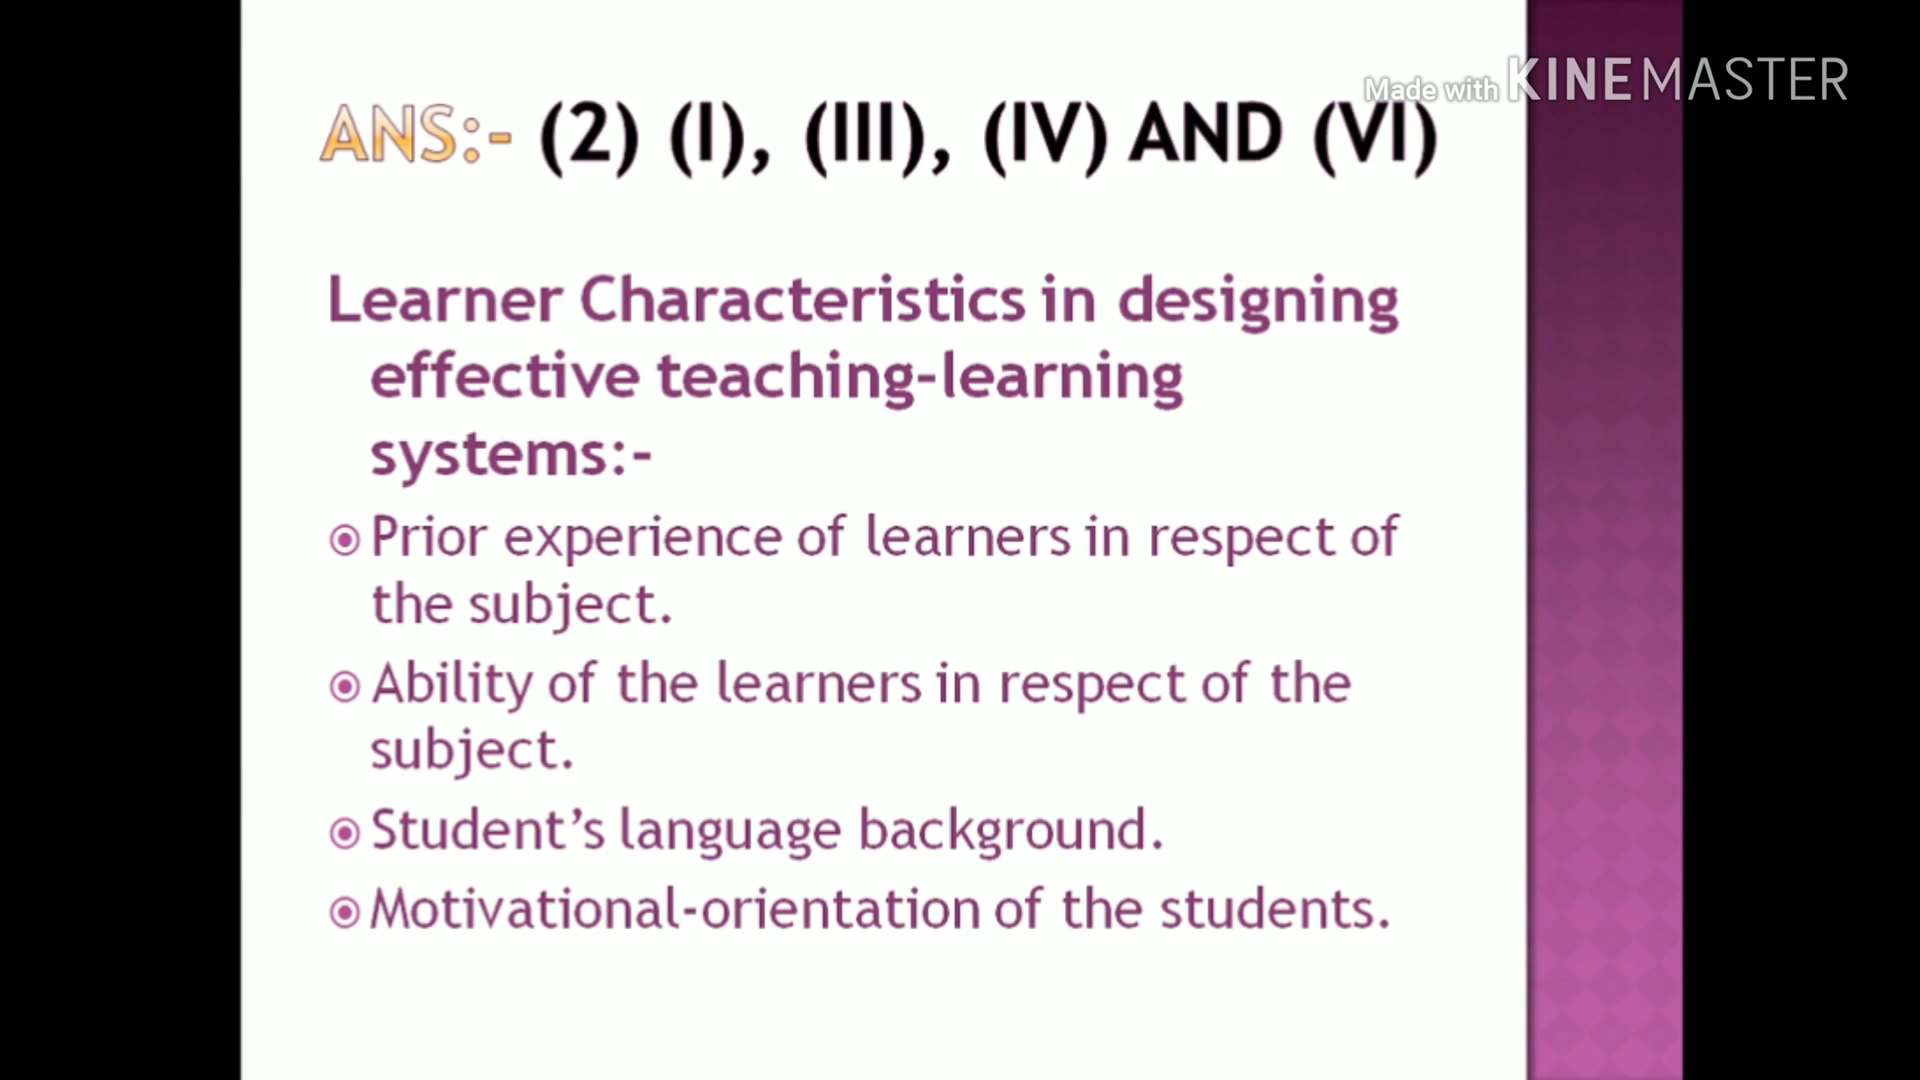 Made with KINEMASTER
ANS:- (2) (I), (III), (IV) AND (VI)
Learner Characteristics in designing
effective teaching-learning
systems:-
Prior experience of learners in respect of
the subject.
Ability of the learners in respect of the
subject.
Student’s language background.
Motivational-orientation of the students.